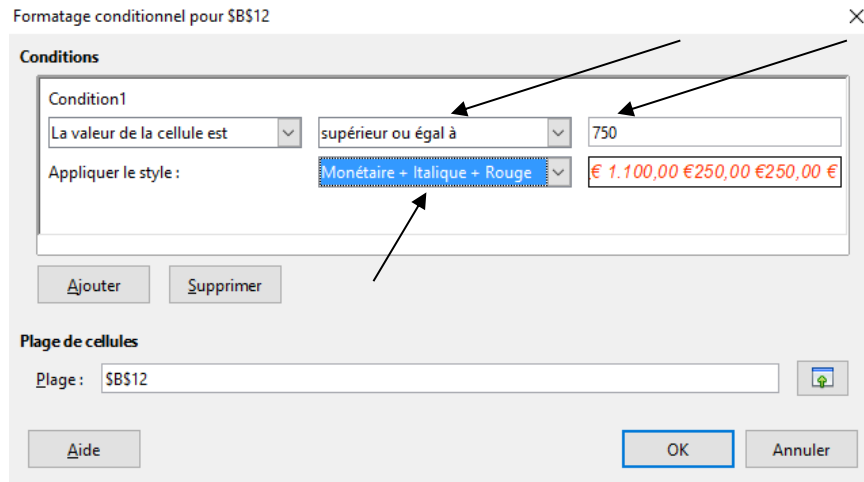 Formatage conditionnel pour $B$12
Conditions
Condition1
La valeur de la cellule est supérieur ou égal à 750
Appliquer le style : Monétaire + Italique + Rouge € 1.100,00 €250,00 €250,00 €
Ajouter Supprimer
Plage de cellules
Plage : $B$12
Aide OK Annuler